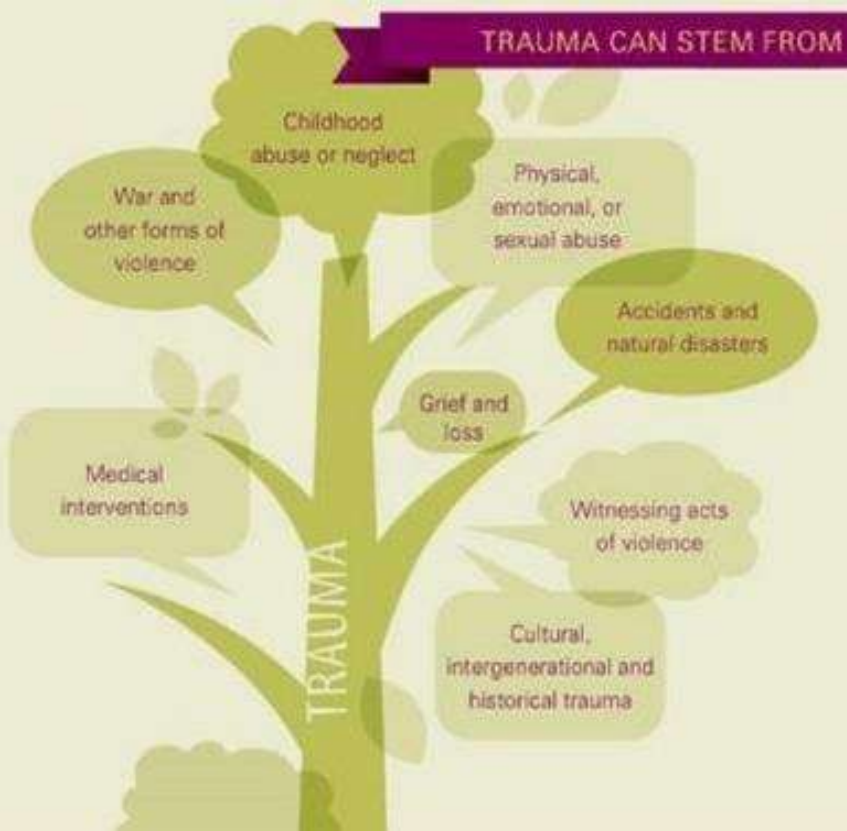 TRAUMA CAN STEM FROM
Childhood
abuse or neglect
War and
other forms of
violence
Physical,
emotional, or
sexual abuse
Accidents and
natural disasters
Grief and
loss
Medical
interventions
Witnessing acts
of violence
Cultural,
intergenerational and
historical trauma
TRAUMA